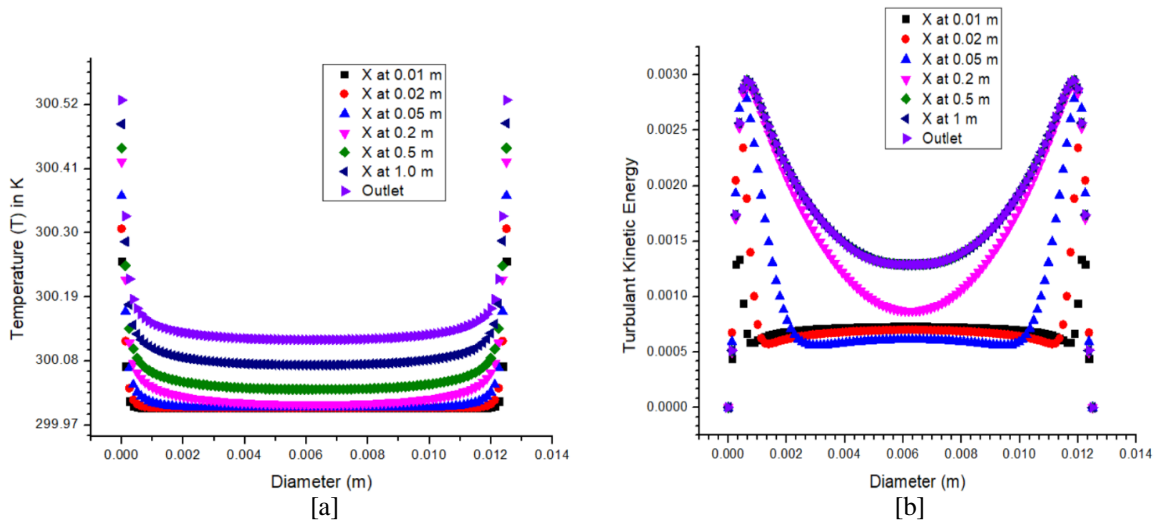 X at 0.01 m
X at 0.02 m
X at 0.05 m
X at 0.2 m
X at 0.5 m
X at 1.0 m
Outlet
Temperature (T) in K
300.52
300.41
300.30
300.19
300.08
299.97
0.000 0.002 0.004 0.006 0.008 0.010 0.012 0.014
Diameter (m)
[a]
X at 0.01 m
X at 0.02 m
X at 0.05 m
X at 0.2 m
X at 0.5 m
X at 1 m
Outlet
Turbulant Kinetic Energy
0.0030
0.0025
0.0020
0.0015
0.0010
0.0005
0.0000
0.000 0.002 0.004 0.006 0.008 0.010 0.012 0.014
Diameter (m)
[b]